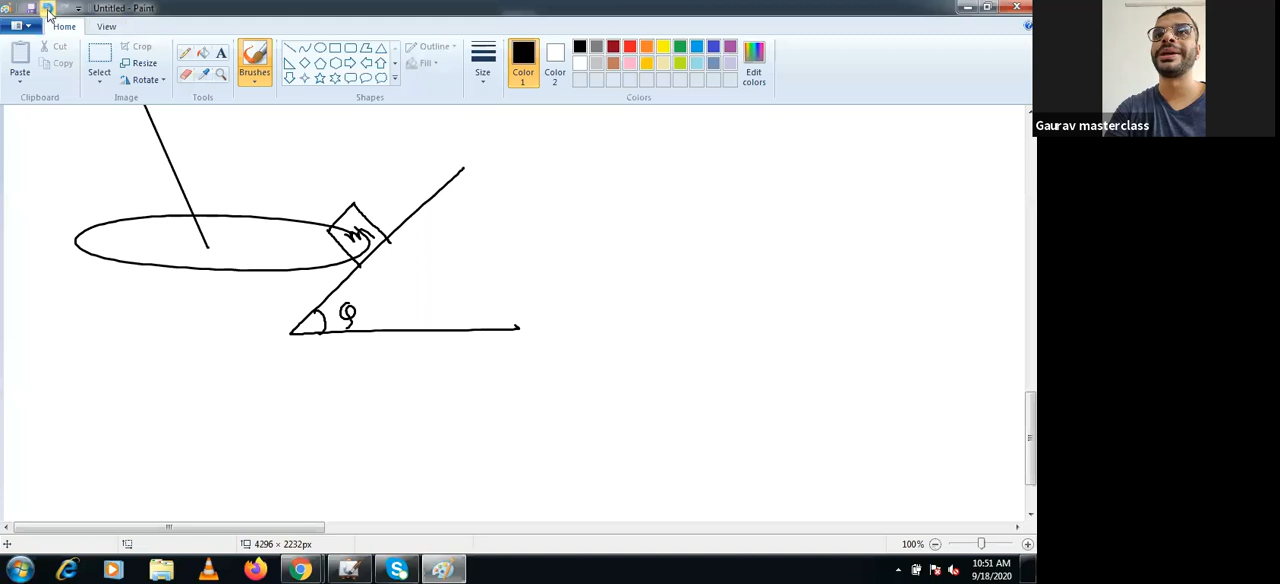 Untitled - Paint
Home View
Paste
Cut
Copy
Clipboard
Select
Crop
Resize
Rotate
Image
A
Tools
Brushes
Shapes
Outline
Fill
Size
Color 1
Color 2
Colors
Edit colors
Gaurav masterclass
m
φ
4296 × 2232px
100%
10:51 AM
9/18/2020